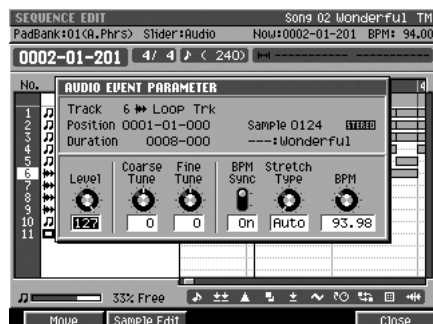 SEQUENCE EDIT Song 02 Wonderful TM
PadBank:01(A.Phrs) Slider:Audio Now:0002-01-201 BPM: 94.00
0002-01-201 4/ 4 ♪ ( 240)
No. AUDIO EVENT PARAMETER 4
Track 6 Loop Trk
Position 0001-01-000 Sample 0124 STEREO
Duration 0008-000 ---:Wonderful
Level Coarse Tune Fine Tune BPM Sync Stretch Type BPM
127 0 0 On Auto 93.98
1
2
3
4
5
6
7
8
9
10
11
33% Free
Move Sample Edit Close